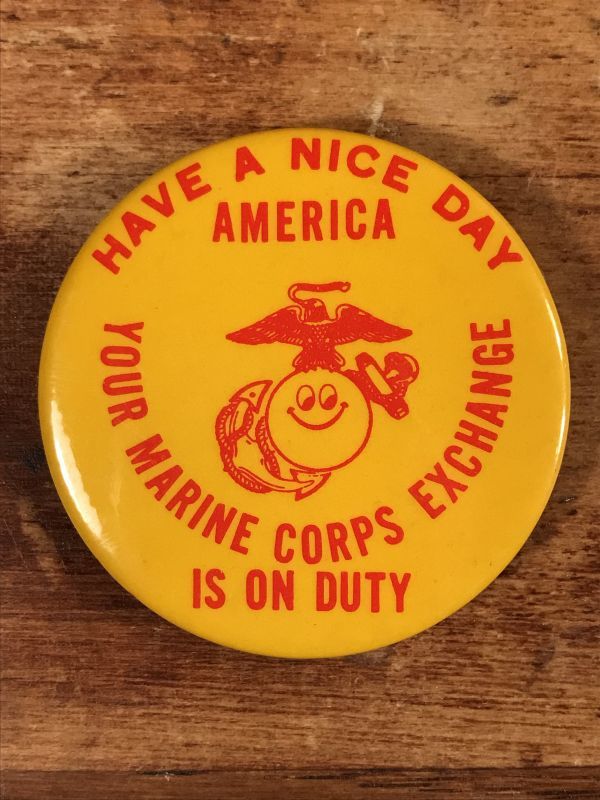 HAVE A NICE DAY
AMERICA
YOUR MARINE CORPS EXCHANGE
IS ON DUTY